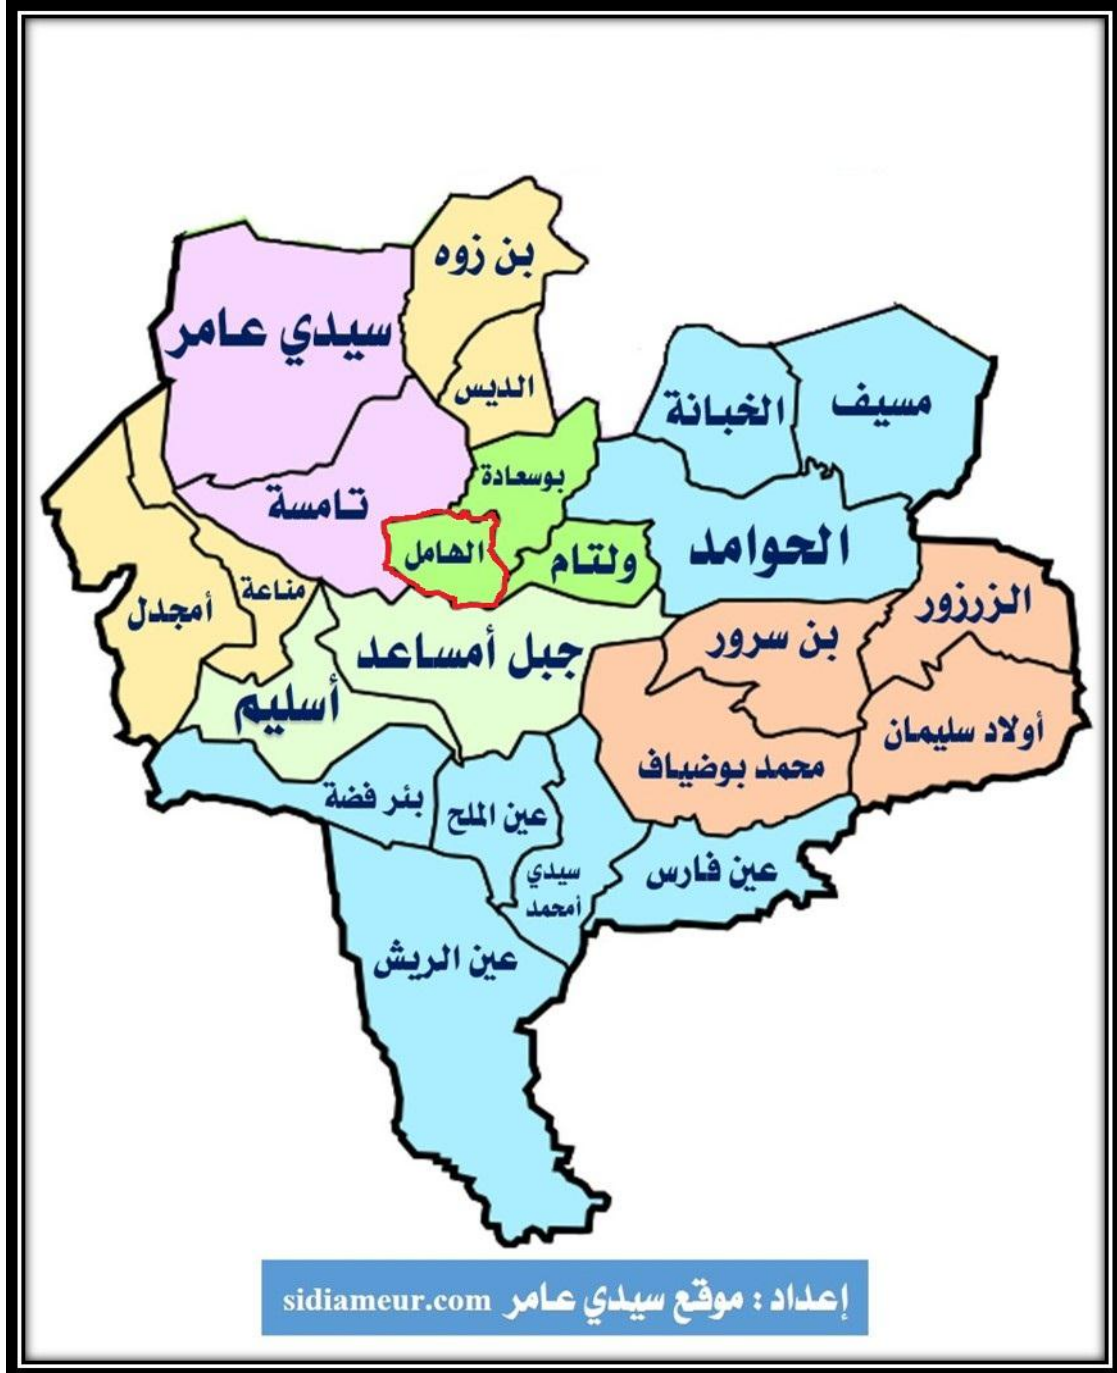 بن زوه
سيدي عامر
الديس
الخبانة
مسيف
بوسعادة
تامسة
الحوامد
الهامل
ولتام
مناعة
أمجدل
الزرزور
بن سرور
جبل أمساعد
أسليم
أولاد سليمان
محمد بوضياف
بئر فضة
عين الملح
عين فارس
سيدي
أمحمد
عين الريش
إعداد : موقع سيدي عامر sidiameur.com